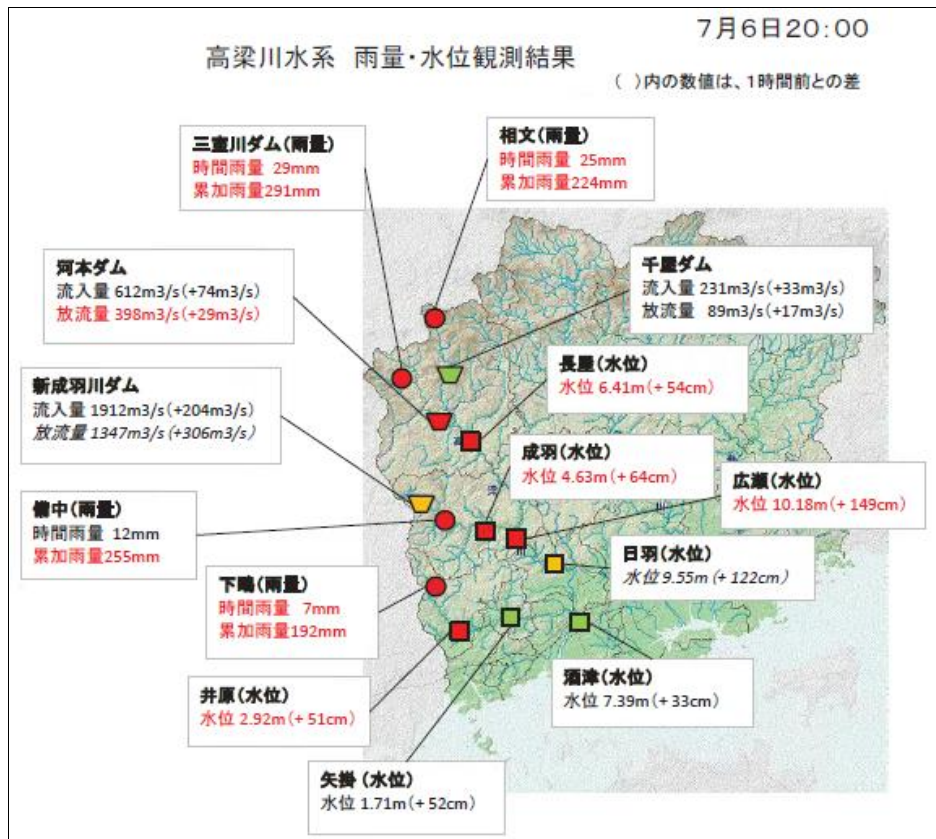 7月6日20:00
高梁川水系 雨量・水位観測結果
( )内の数値は、1時間前との差
三室川ダム(雨量)
時間雨量 29mm
累加雨量291mm
相文(雨量)
時間雨量 25mm
累加雨量224mm
河本ダム
流入量 612m3/s(+74m3/s)
放流量 398m3/s(+29m3/s)
千屋ダム
流入量 231m3/s(+33m3/s)
放流量 89m3/s(+17m3/s)
長屋(水位)
水位 6.41m(+54cm)
新成羽川ダム
流入量 1912m3/s(+204m3/s)
放流量 1347m3/s(+306m3/s)
成羽(水位)
水位 4.63m(+64cm)
広瀬(水位)
水位 10.18m(+149cm)
備中(雨量)
時間雨量 12mm
累加雨量255mm
日羽(水位)
水位 9.55m(+122cm)
下鴫(雨量)
時間雨量 7mm
累加雨量192mm
井原(水位)
水位 2.92m(+51cm)
酒津(水位)
水位 7.39m(+33cm)
矢掛(水位)
水位 1.71m(+52cm)